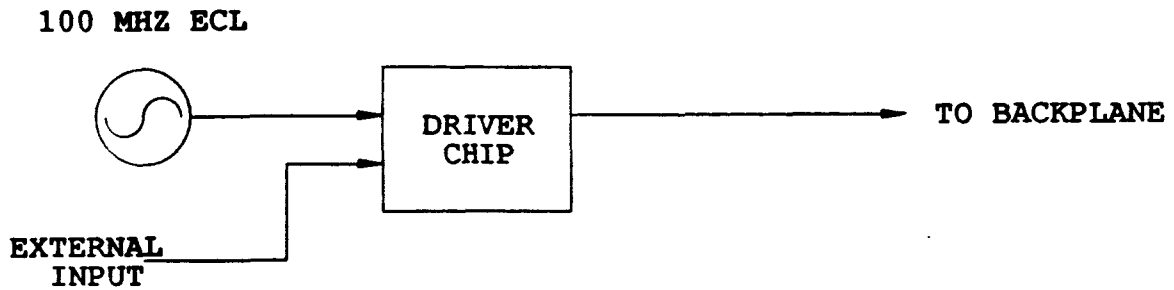 100 MHZ ECL
DRIVER
CHIP
TO BACKPLANE
EXTERNAL
INPUT